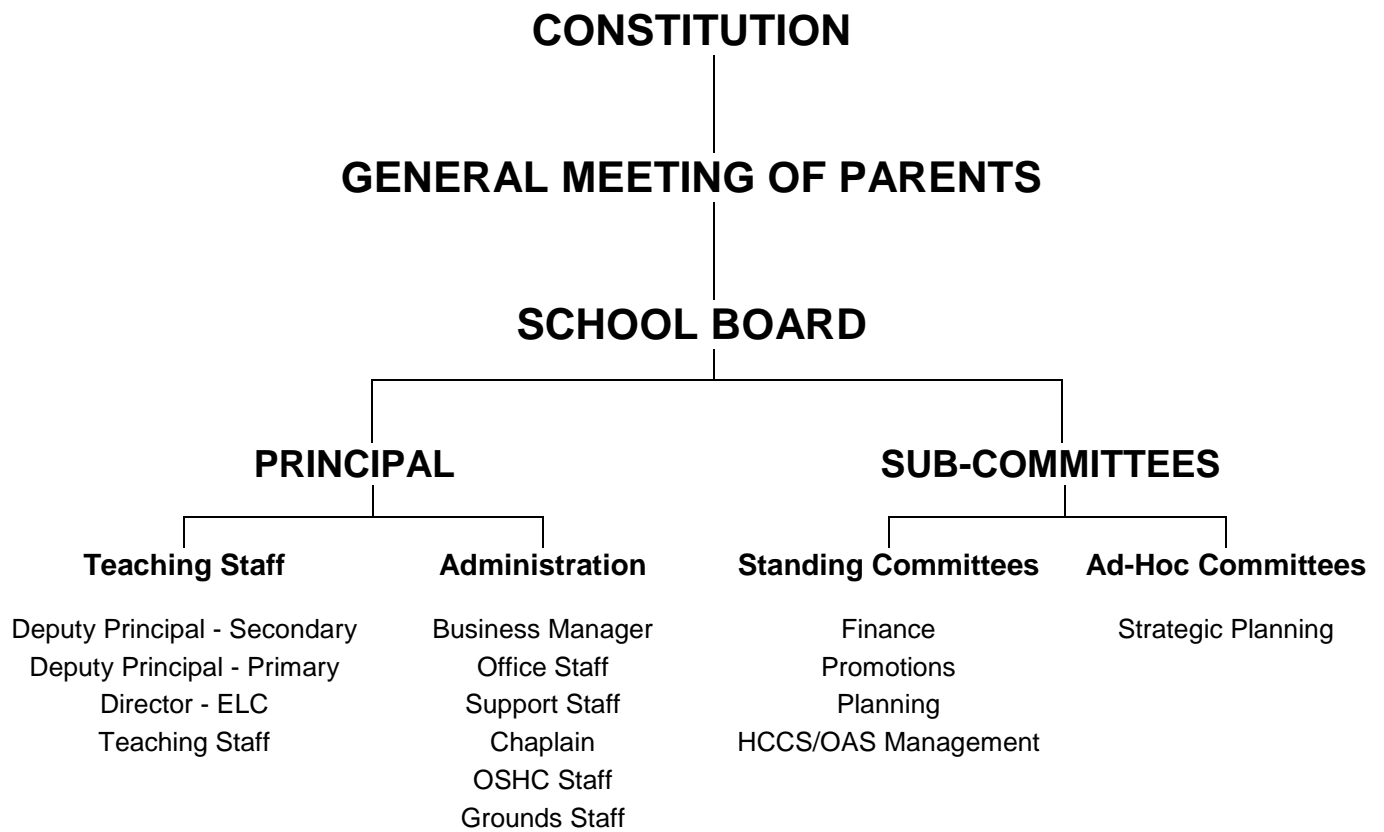 CONSTITUTION
GENERAL MEETING OF PARENTS
SCHOOL BOARD
PRINCIPAL
SUB-COMMITTEES
Teaching Staff
Deputy Principal - Secondary
Deputy Principal - Primary
Director - ELC
Teaching Staff
Administration
Business Manager
Office Staff
Support Staff
Chaplain
OSHC Staff
Grounds Staff
Standing Committees
Finance
Promotions
Planning
HCCS/OAS Management
Ad-Hoc Committees
Strategic Planning